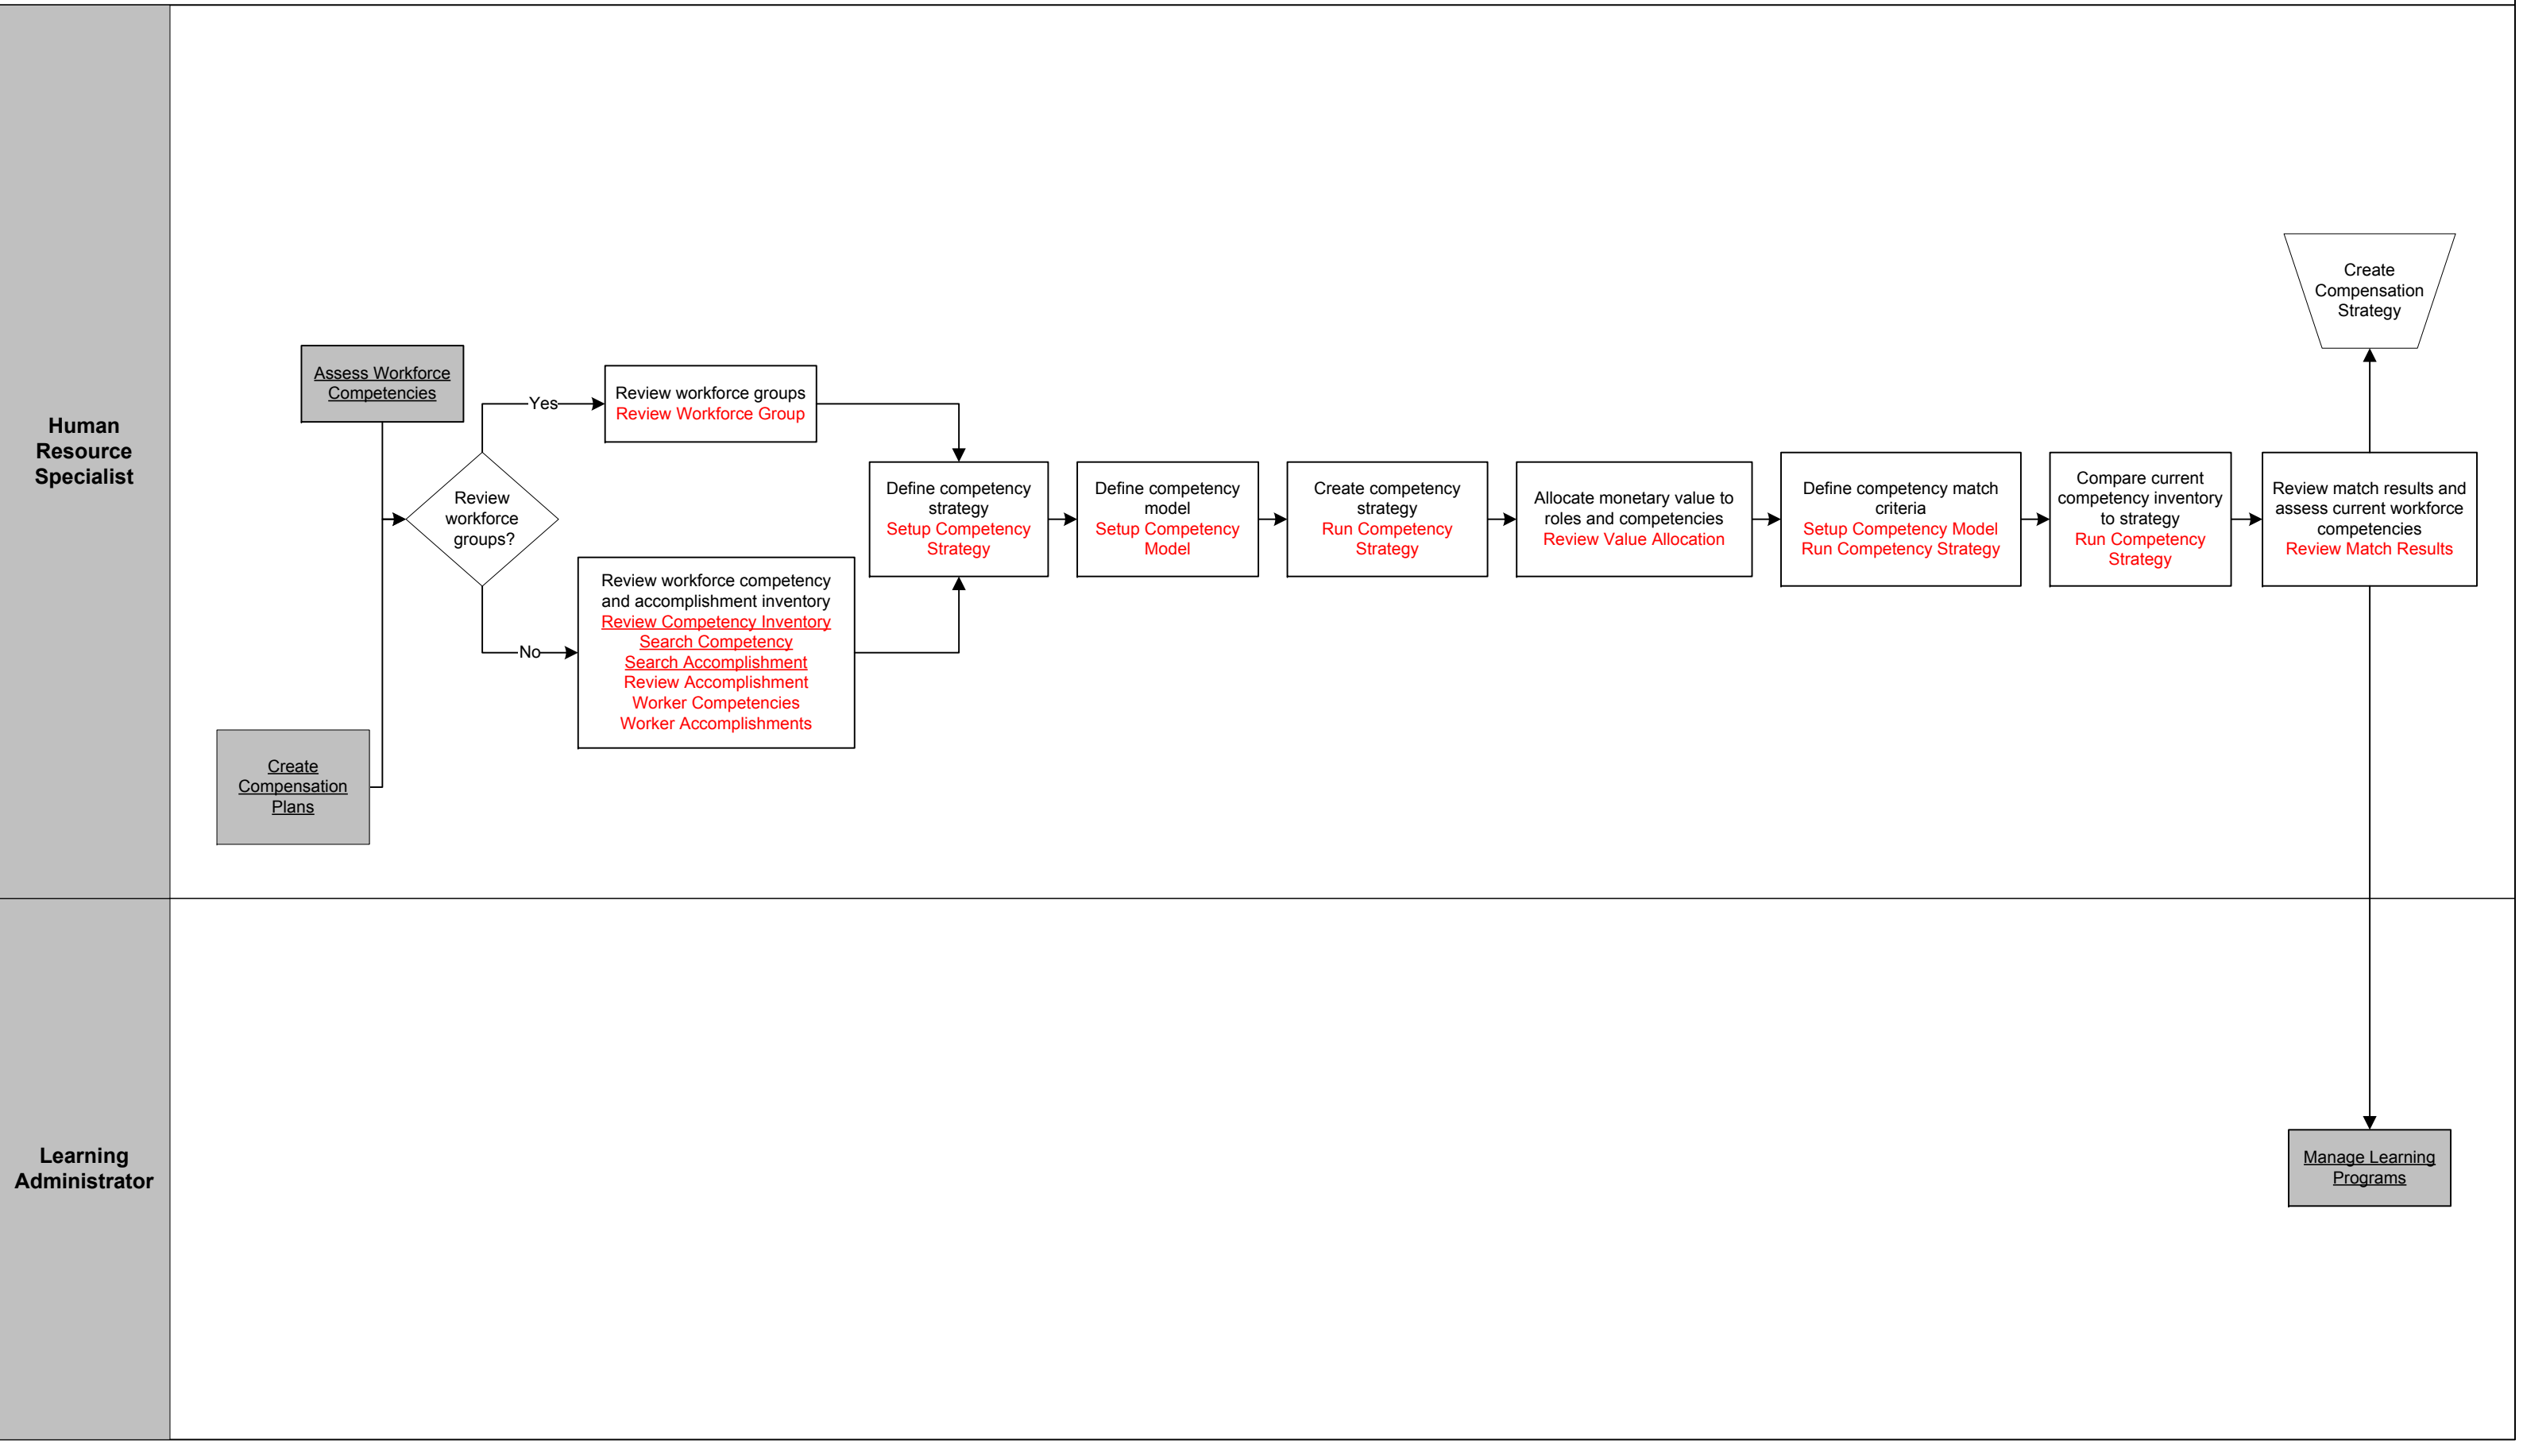 Human
Resource
Specialist
Assess Workforce
Competencies
Create
Compensation
Plans
Review
workforce
groups?
Yes
No
Review workforce groups
Review Workforce Group
Review workforce competency
and accomplishment inventory
Review Competency Inventory
Search Competency
Search Accomplishment
Review Accomplishment
Worker Competencies
Worker Accomplishments
Define competency
strategy
Setup Competency
Strategy
Define competency
model
Setup Competency
Model
Create competency
strategy
Run Competency
Strategy
Allocate monetary value to
roles and competencies
Review Value Allocation
Define competency match
criteria
Setup Competency Model
Run Competency Strategy
Compare current
competency inventory
to strategy
Run Competency
Strategy
Review match results and
assess current workforce
competencies
Review Match Results
Create
Compensation
Strategy
Learning
Administrator
Manage Learning
Programs